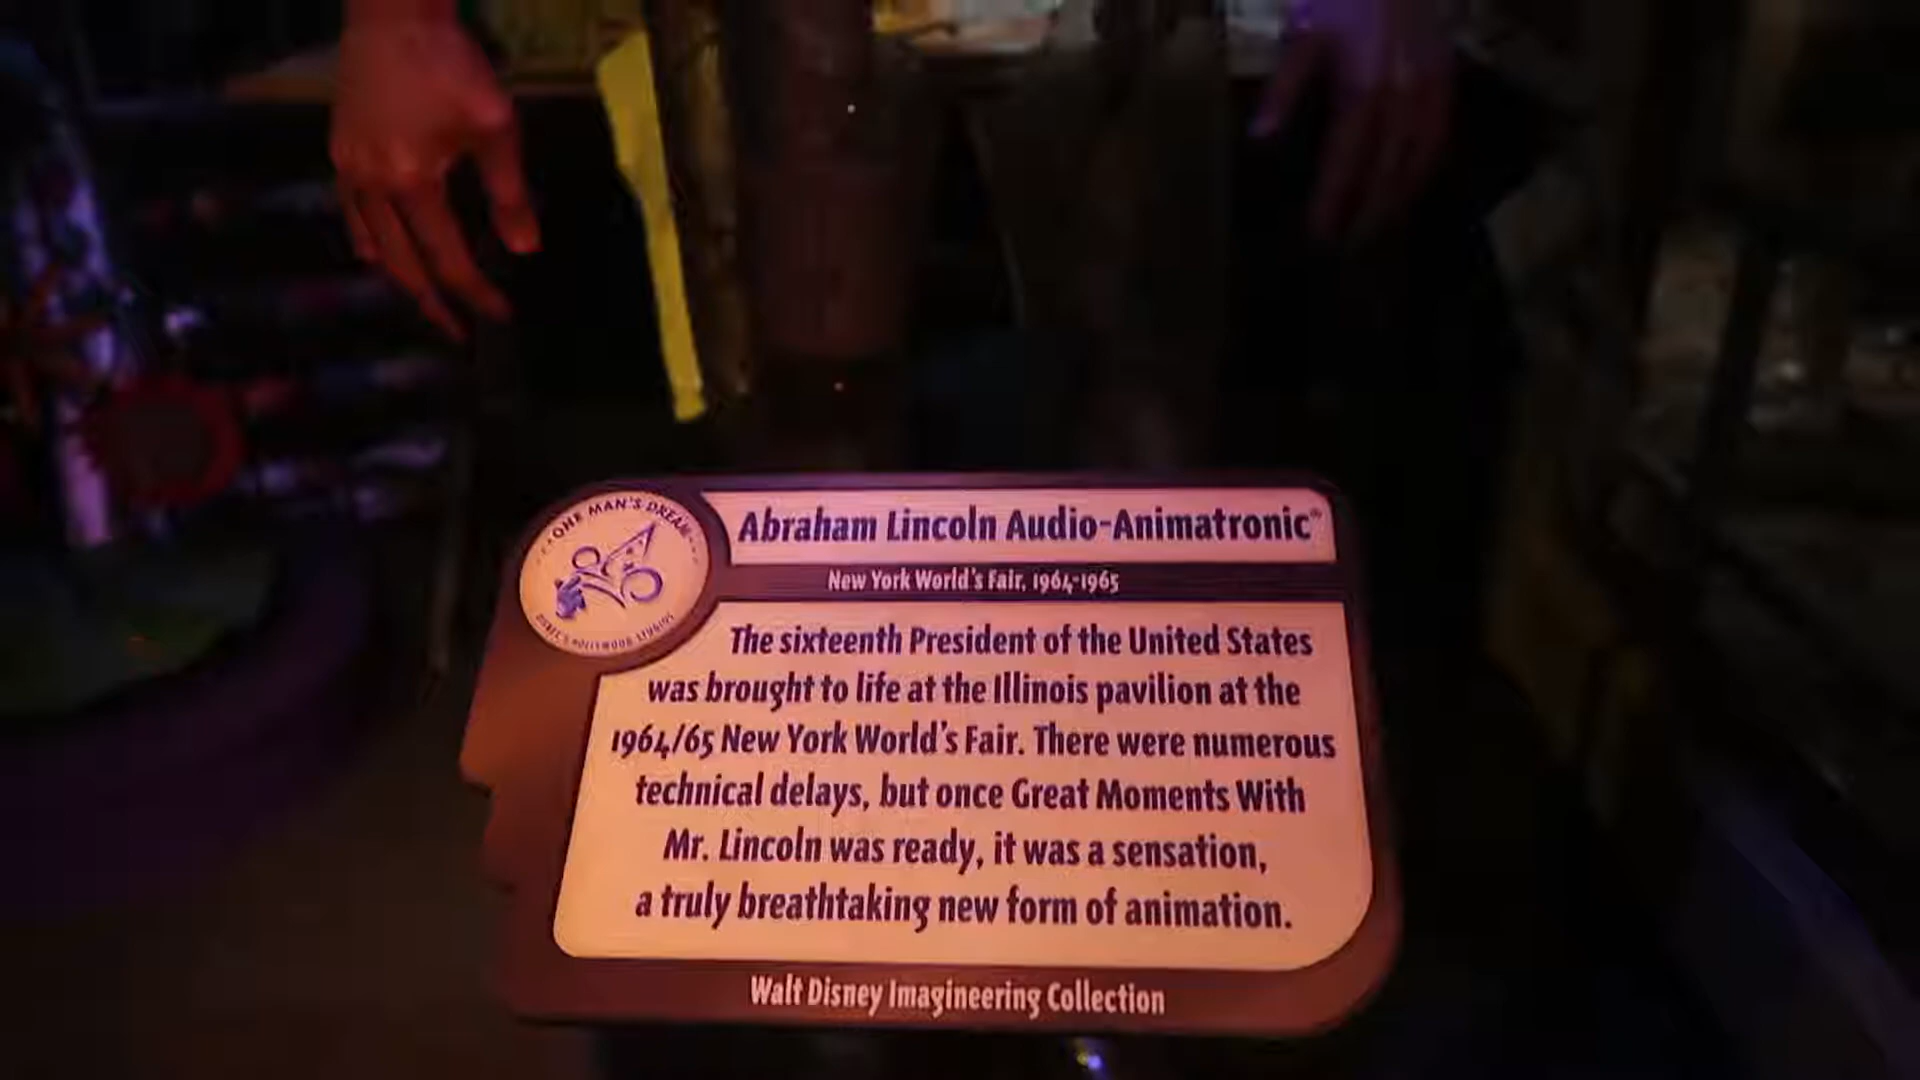 ONE MAN'S DREAM
DISNEY'S HOLLYWOOD STUDIOS
Abraham Lincoln Audio-Animatronic®
New York World's Fair, 1964-1965
The sixteenth President of the United States
was brought to life at the Illinois pavilion at the
1964/65 New York World's Fair. There were numerous
technical delays, but once Great Moments With
Mr. Lincoln was ready, it was a sensation,
a truly breathtaking new form of animation.
Walt Disney Imagineering Collection